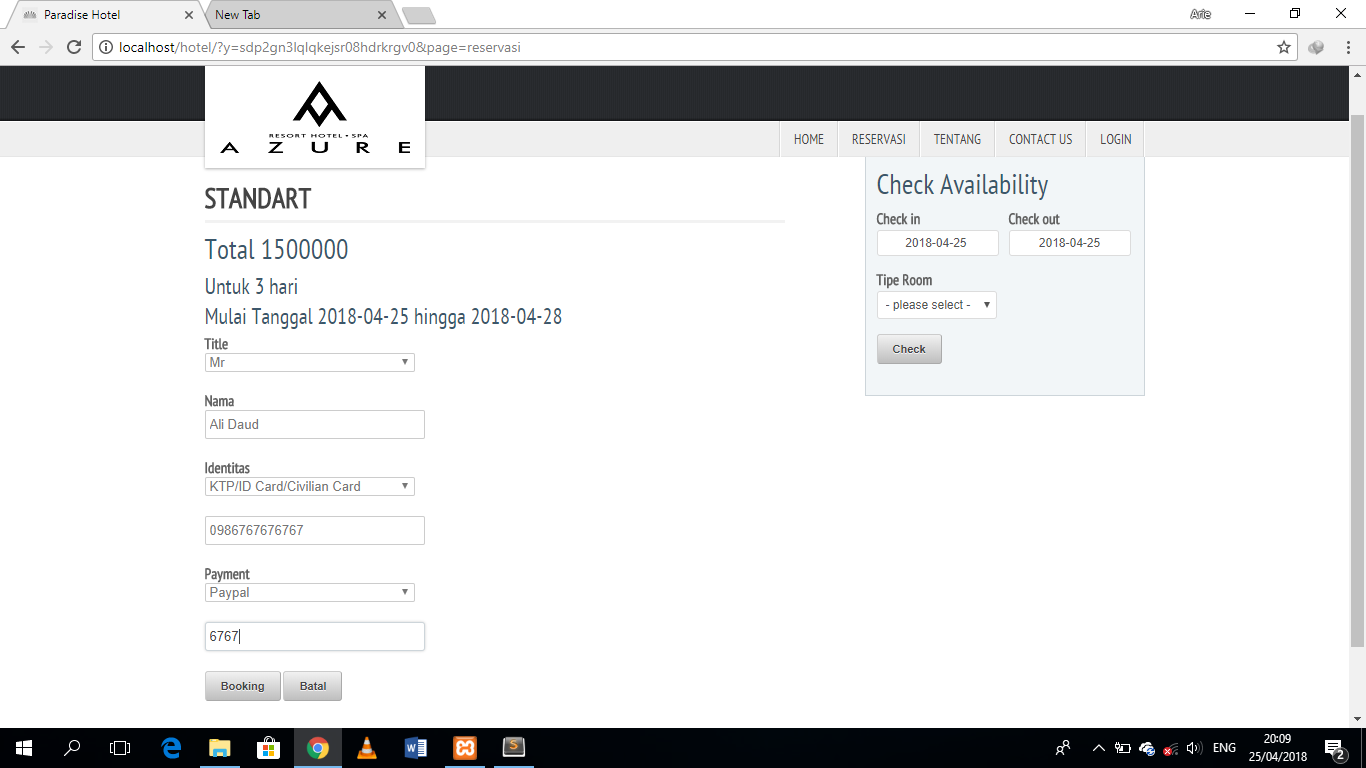 Paradise Hotel
New Tab
Arie
localhost/hotel/?y=sdp2gn3lqlqkejsr08hdrkrgv0&page=reservasi
RESORT HOTEL • SPA
AZURE
HOME
RESERVASI
TENTANG
CONTACT US
LOGIN
STANDART
Total 1500000
Untuk 3 hari
Mulai Tanggal 2018-04-25 hingga 2018-04-28
Title
Mr
Nama
Ali Daud
Identitas
KTP/ID Card/Civilian Card
0986767676767
Payment
Paypal
6767
Booking
Batal
Check Availability
Check in
Check out
2018-04-25
2018-04-25
Tipe Room
- please select -
Check
ENG
20:09
25/04/2018
2